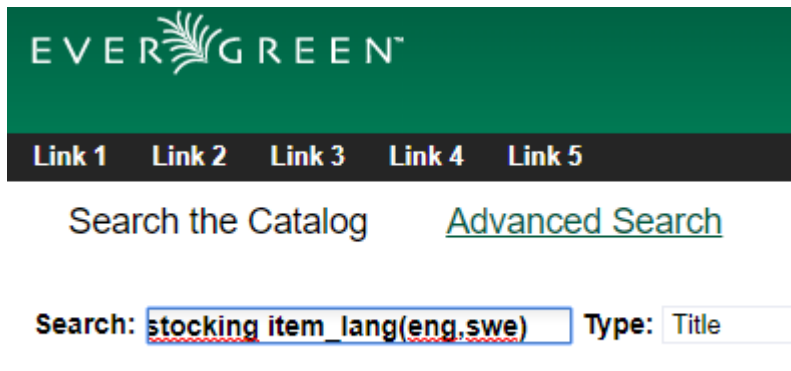 EVERGREEN™
Link 1 Link 2 Link 3 Link 4 Link 5
Search the Catalog Advanced Search
Search: stocking item_lang(eng,swe) Type: Title